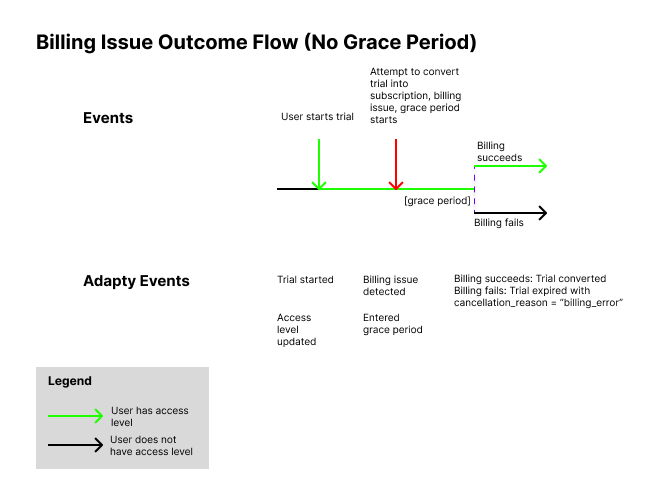 Billing Issue Outcome Flow (No Grace Period)
Attempt to convert
trial into
subscription, billing
issue, grace period
starts
Events
User starts trial
Billing
succeeds
[grace period]
Billing fails
Adapty Events
Trial started
Billing issue
detected
Billing succeeds: Trial converted
Billing fails: Trial expired with
cancellation_reason = “billing_error”
Access
level
updated
Entered
grace period
Legend
User has access
level
User does not
have access level